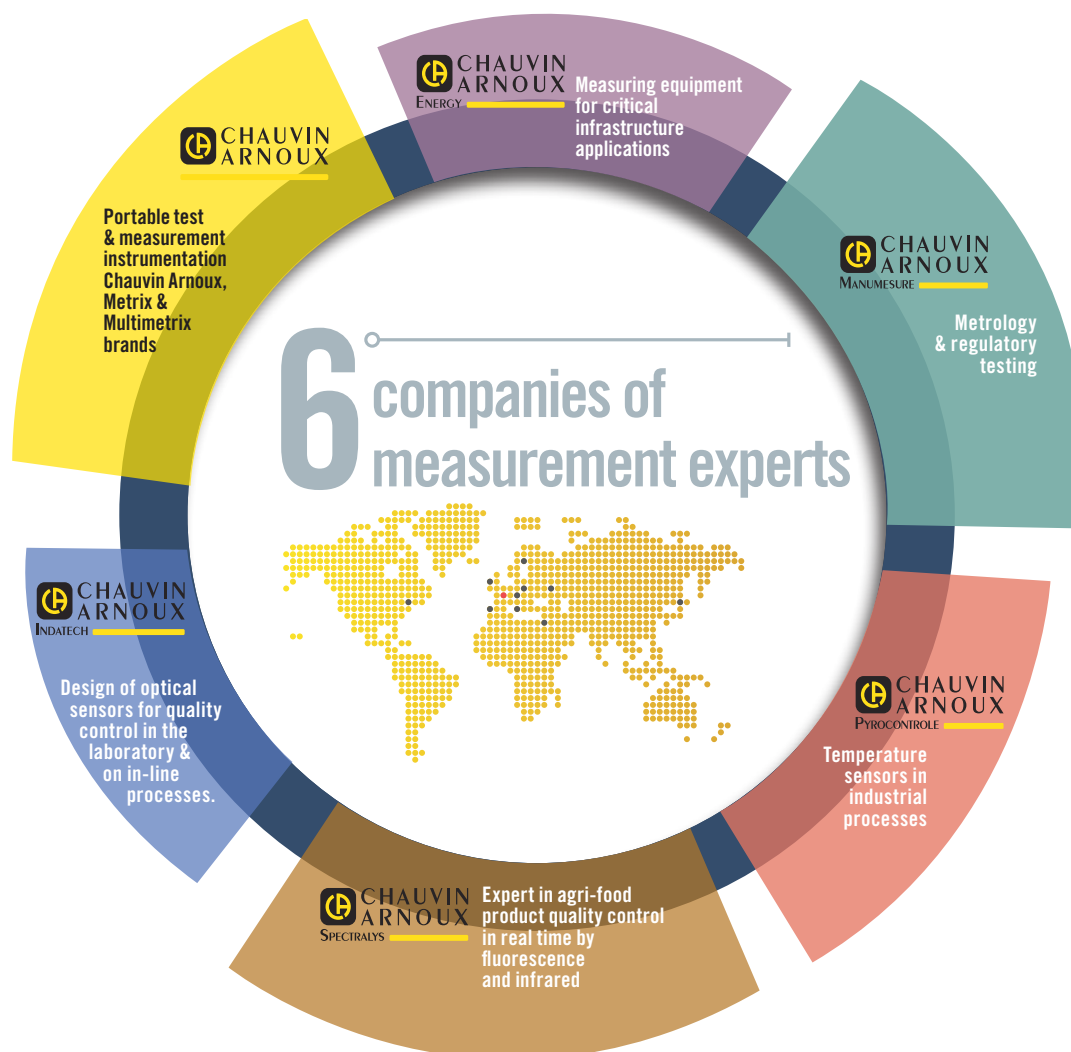 CHAUVIN
ARNOUX
ENERGY
Measuring equipment
for critical
infrastructure
applications
CHAUVIN
ARNOUX
Portable test
& measurement
instrumentation
Chauvin Arnoux,
Metrix &
Multimetrix
brands
CHAUVIN
ARNOUX
MANUMESURE
Metrology
& regulatory
testing
6
companies of
measurement experts
CHAUVIN
ARNOUX
INDATECH
Design of optical
sensors for quality
control in the
laboratory &
on in-line
processes.
CHAUVIN
ARNOUX
PYROCONTROLE
Temperature
sensors in
industrial
processes
CHAUVIN
ARNOUX
SPECTRALYS
Expert in agri-food
product quality control
in real time by
fluorescence
and infrared